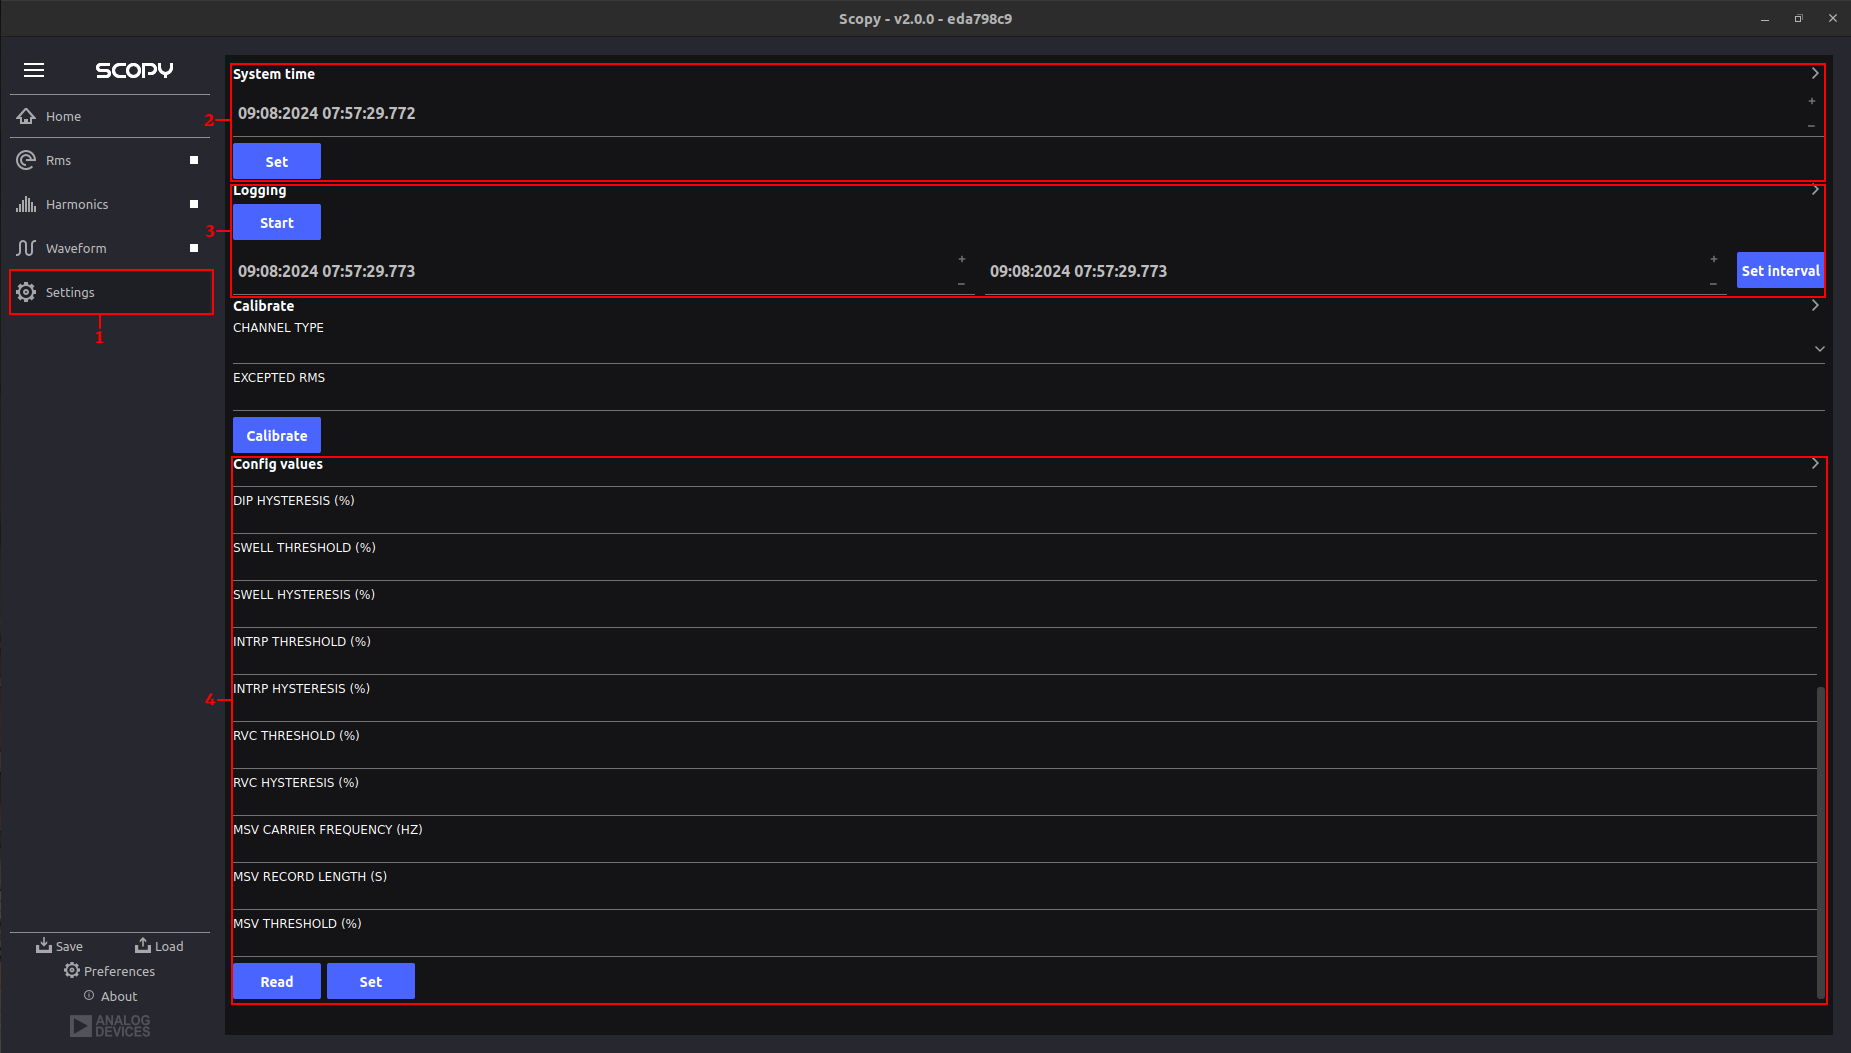 Scopy - v2.0.0 - eda798c9
SCOPY
Home
Rms
Harmonics
Waveform
Settings
1
2
System time
09:08:2024 07:57:29.772
+
−
Set
3
Logging
Start
09:08:2024 07:57:29.773
+
−
09:08:2024 07:57:29.773
+
−
Set interval
Calibrate
CHANNEL TYPE
EXCEPTED RMS
Calibrate
4
Config values
DIP HYSTERESIS (%)
SWELL THRESHOLD (%)
SWELL HYSTERESIS (%)
INTRP THRESHOLD (%)
INTRP HYSTERESIS (%)
RVC THRESHOLD (%)
RVC HYSTERESIS (%)
MSV CARRIER FREQUENCY (HZ)
MSV RECORD LENGTH (S)
MSV THRESHOLD (%)
Read Set
Save Load
Preferences
About
ANALOG
DEVICES